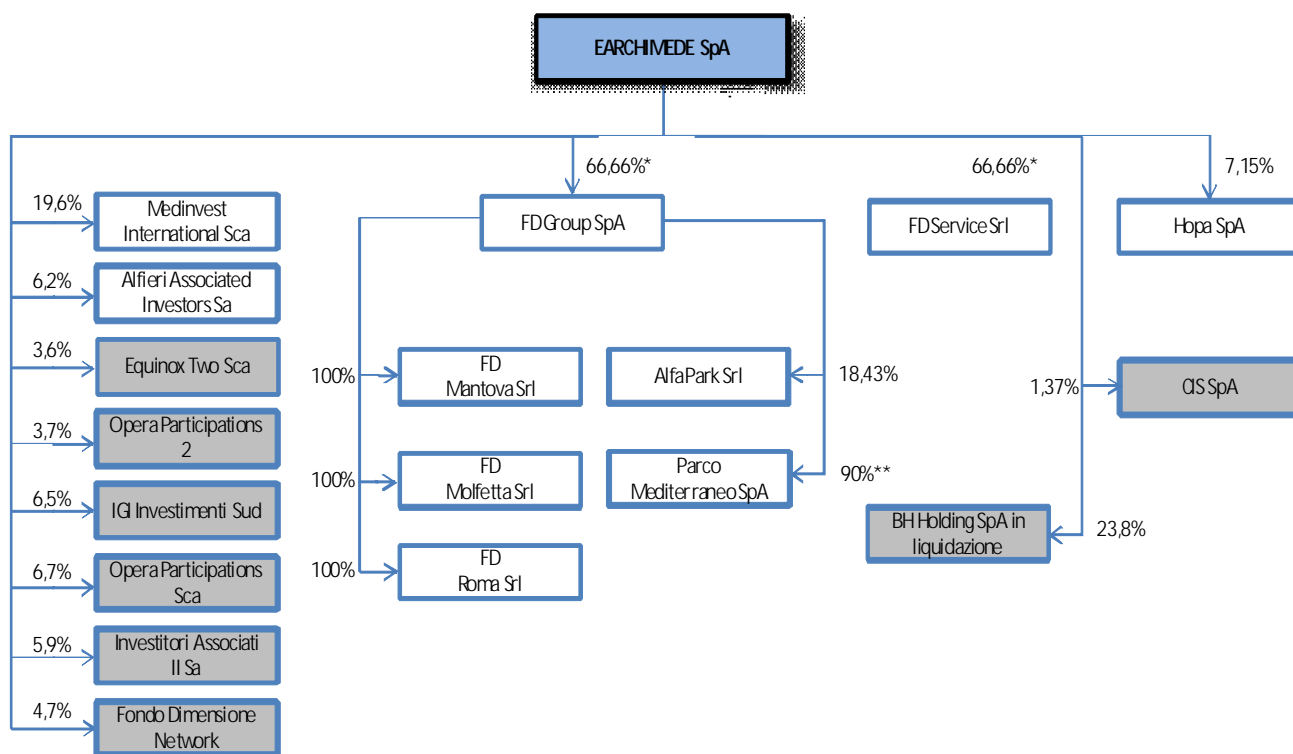 EARCHIMEDE SpA
66,66%*
66,66%*
7,15%
19,6%
Medinvest
International Sca
FD Group SpA
FD Service Srl
Hopa SpA
6,2%
Alfieri Associated
Investors Sa
3,6%
Equinox Two Sca
100%
FD
Mantova Srl
AlfaPark Srl
18,43%
1,37%
CIS SpA
3,7%
Opera Participations
2
100%
FD
Molfetta Srl
Parco
Mediterraneo SpA
90%**
6,5%
IGI Investimenti Sud
BH Holding SpA in
liquidazione
23,8%
6,7%
Opera Participations
Sca
100%
FD
Roma Srl
5,9%
Investitori Associati
II Sa
4,7%
Fondo Dimensione
Network